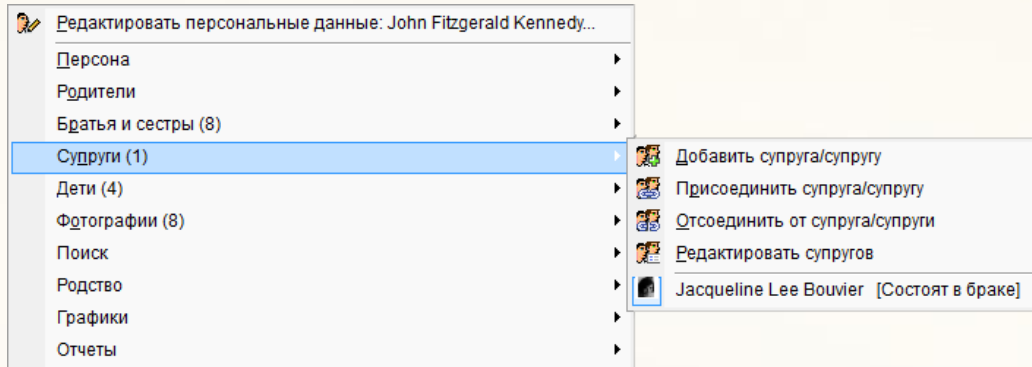 Редактировать персональные данные: John Fitzgerald Kennedy...
Персона
Родители
Братья и сестры (8)
Супруги (1)
Дети (4)
Фотографии (8)
Поиск
Родство
Графики
Отчеты
Добавить супруга/супругу
Присоединить супруга/супругу
Отсоединить от супруга/супруги
Редактировать супругов
Jacqueline Lee Bouvier [Состоят в браке]